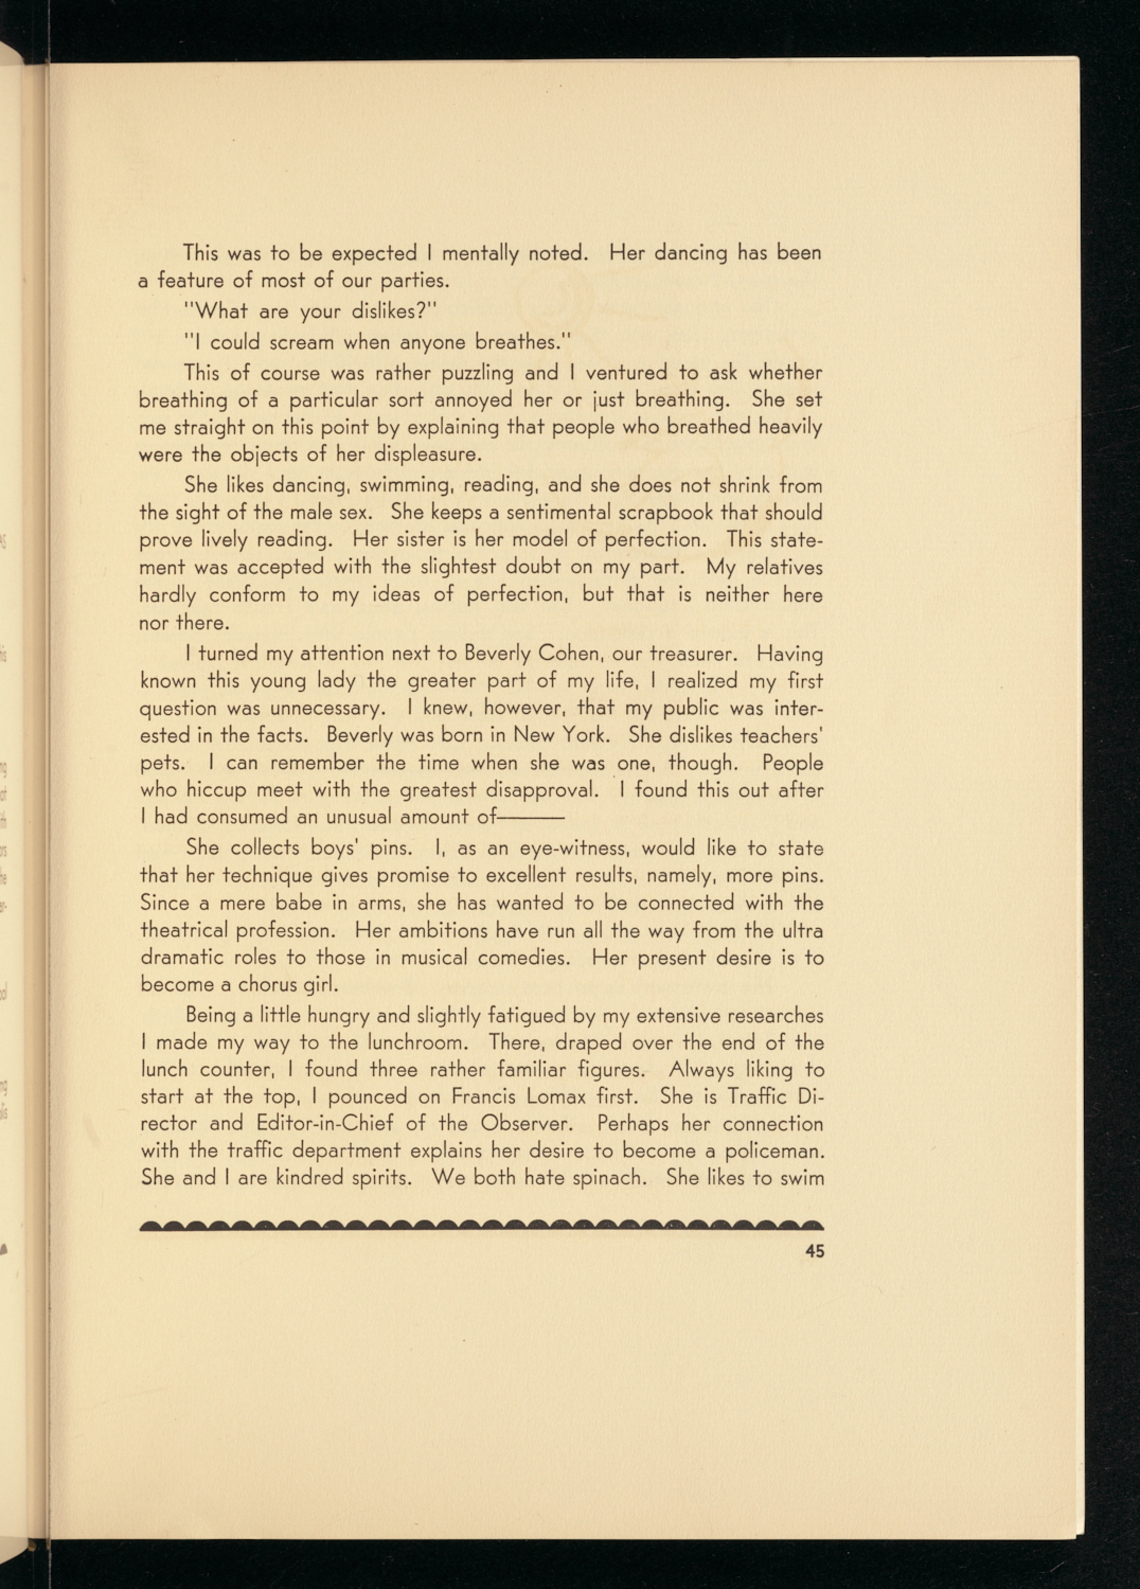 This was to be expected I mentally noted. Her dancing has been
a feature of most of our parties.
"What are your dislikes?"
"I could scream when anyone breathes."
This of course was rather puzzling and I ventured to ask whether
breathing of a particular sort annoyed her or just breathing. She set
me straight on this point by explaining that people who breathed heavily
were the objects of her displeasure.
She likes dancing, swimming, reading, and she does not shrink from
the sight of the male sex. She keeps a sentimental scrapbook that should
prove lively reading. Her sister is her model of perfection. This state-
ment was accepted with the slightest doubt on my part. My relatives
hardly conform to my ideas of perfection, but that is neither here
nor there.
I turned my attention next to Beverly Cohen, our treasurer. Having
known this young lady the greater part of my life, I realized my first
question was unnecessary. I knew, however, that my public was inter-
ested in the facts. Beverly was born in New York. She dislikes teachers'
pets. I can remember the time when she was one, though. People
who hiccup meet with the greatest disapproval. I found this out after
I had consumed an unusual amount of———
She collects boys' pins. I, as an eye-witness, would like to state
that her technique gives promise to excellent results, namely, more pins.
Since a mere babe in arms, she has wanted to be connected with the
theatrical profession. Her ambitions have run all the way from the ultra
dramatic roles to those in musical comedies. Her present desire is to
become a chorus girl.
Being a little hungry and slightly fatigued by my extensive researches
I made my way to the lunchroom. There, draped over the end of the
lunch counter, I found three rather familiar figures. Always liking to
start at the top, I pounced on Francis Lomax first. She is Traffic Di-
rector and Editor-in-Chief of the Observer. Perhaps her connection
with the traffic department explains her desire to become a policeman.
She and I are kindred spirits. We both hate spinach. She likes to swim
45